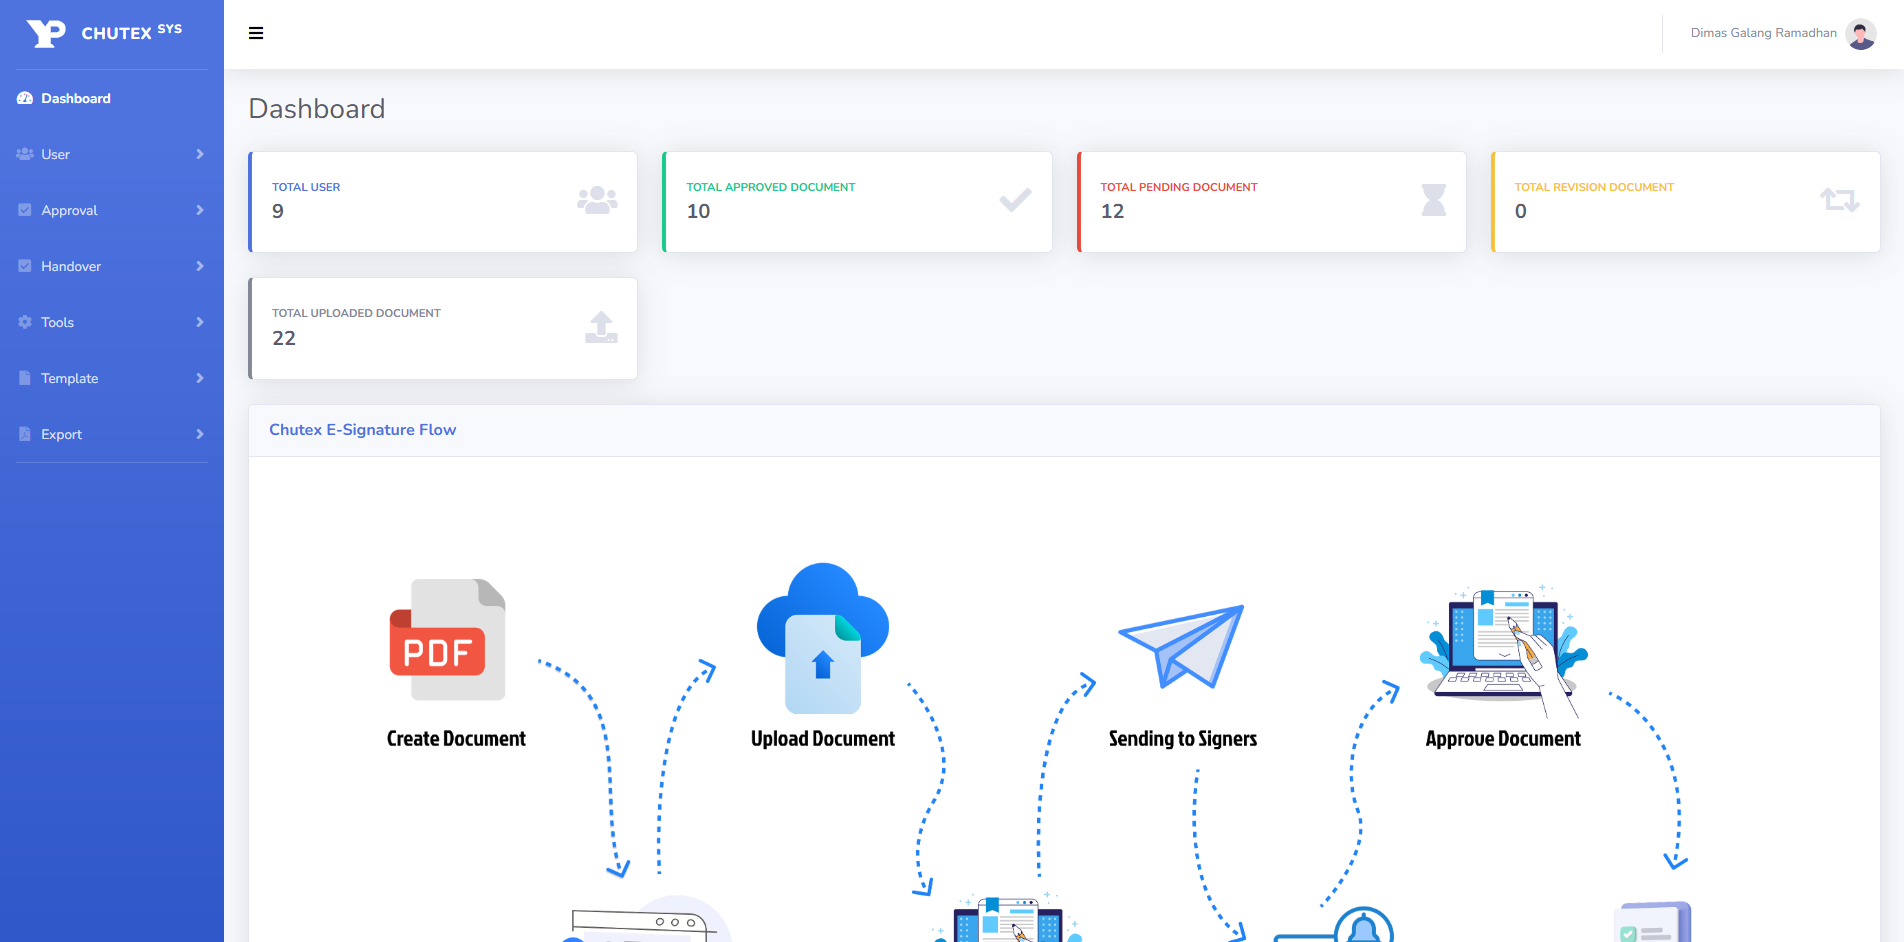 YP CHUTEX SYS
Dimas Galang Ramadhan
Dashboard
User
Approval
Handover
Tools
Template
Export
Dashboard
TOTAL USER
9
TOTAL APPROVED DOCUMENT
10
TOTAL PENDING DOCUMENT
12
TOTAL REVISION DOCUMENT
0
TOTAL UPLOADED DOCUMENT
22
Chutex E-Signature Flow
PDF
Create Document
Upload Document
Sending to Signers
Approve Document